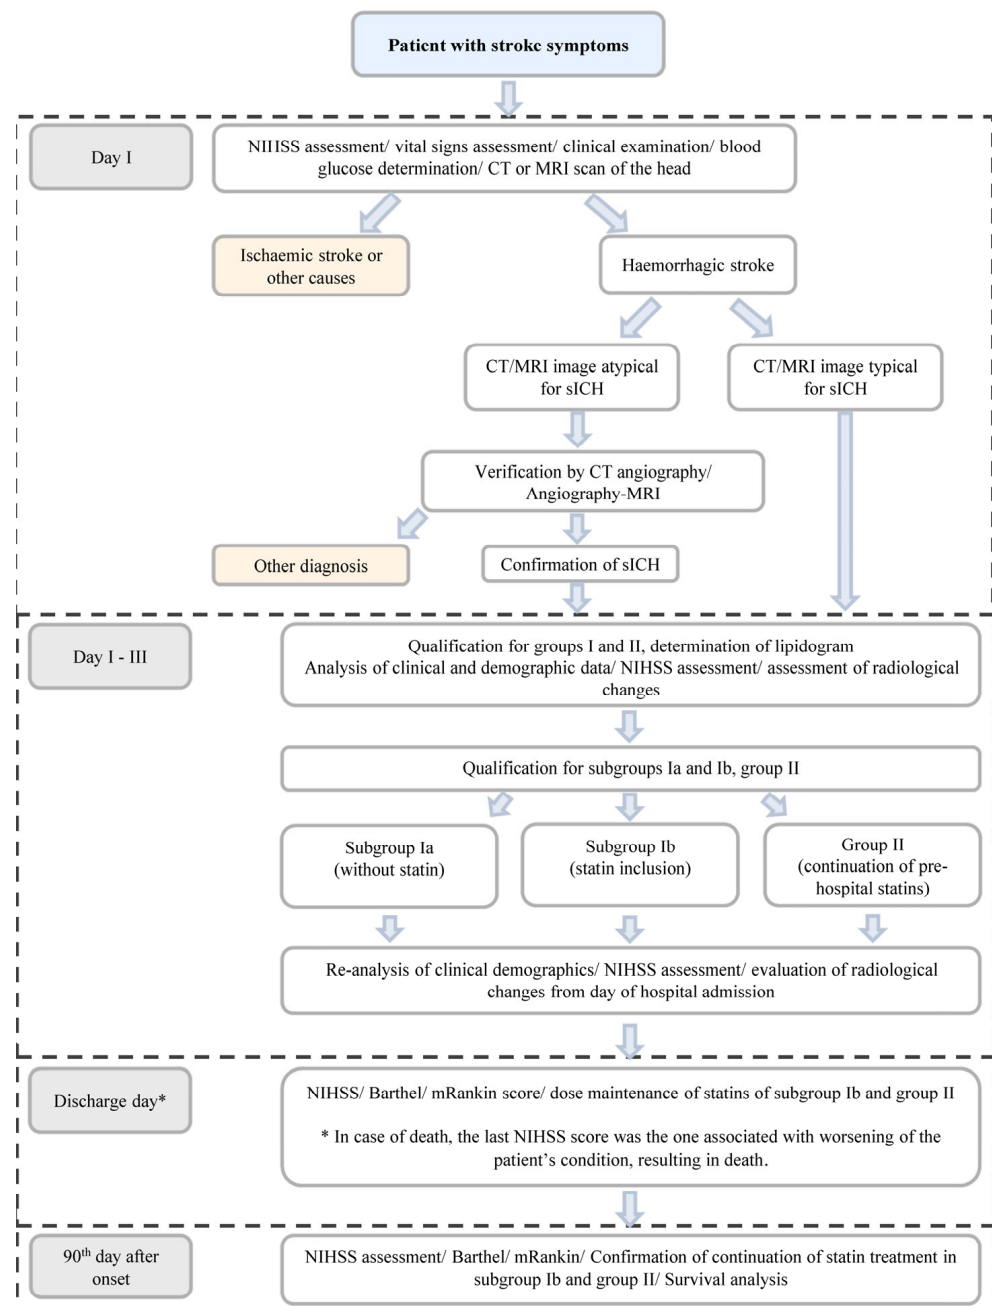 Patient with stroke symptoms
Day I
NIHSS assessment/ vital signs assessment/ clinical examination/ blood
glucose determination/ CT or MRI scan of the head
Ischaemic stroke or
other causes
Haemorrhagic stroke
CT/MRI image atypical
for sICH
CT/MRI image typical
for sICH
Verification by CT angiography/
Angiography-MRI
Other diagnosis
Confirmation of sICH
Day I - III
Qualification for groups I and II, determination of lipidogram
Analysis of clinical and demographic data/ NIHSS assessment/ assessment of radiological
changes
Qualification for subgroups Ia and Ib, group II
Subgroup Ia
(without statin)
Subgroup Ib
(statin inclusion)
Group II
(continuation of pre-
hospital statins)
Re-analysis of clinical demographics/ NIHSS assessment/ evaluation of radiological
changes from day of hospital admission
Discharge day*
NIHSS/ Barthel/ mRankin score/ dose maintenance of statins of subgroup Ib and group II
* In case of death, the last NIHSS score was the one associated with worsening of the
patient's condition, resulting in death.
90th day after
onset
NIHSS assessment/ Barthel/ mRankin/ Confirmation of continuation of statin treatment in
subgroup Ib and group II/ Survival analysis